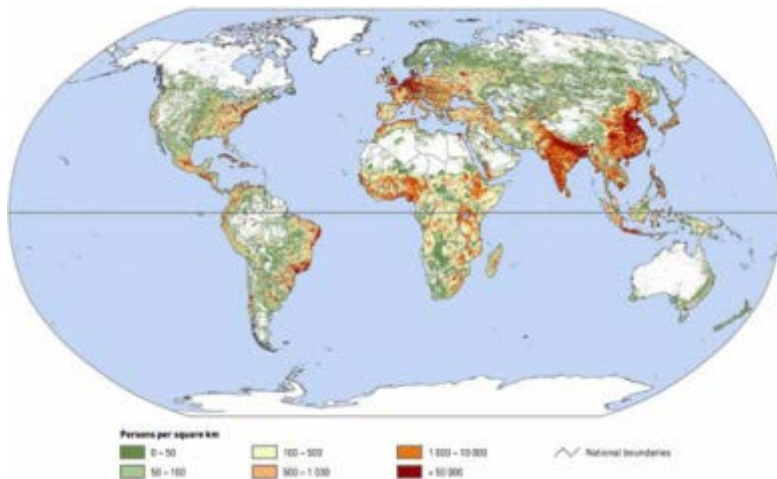 Persons per square km
0 – 50
100 – 500
1 000 – 10 000
National boundaries
50 – 100
500 – 1 000
> 10 000